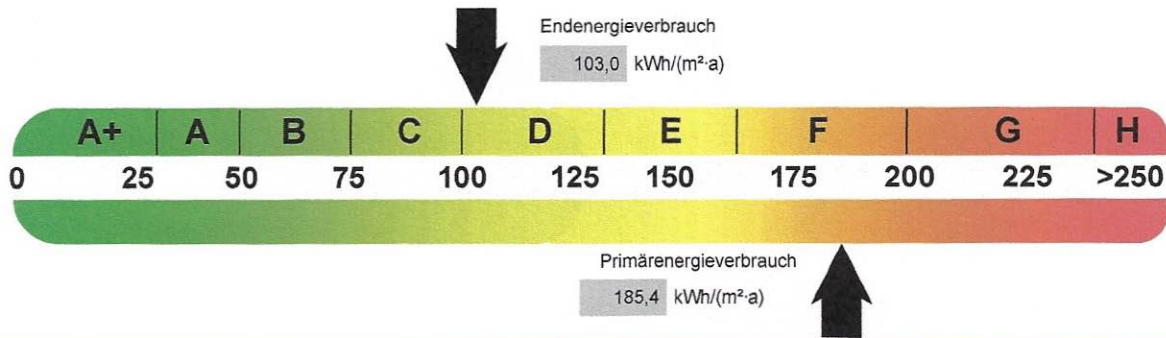 Endenergieverbrauch
103,0 kWh/(m²·a)
A+ A B C D E F G H
0 25 50 75 100 125 150 175 200 225 >250
Primärenergieverbrauch
185,4 kWh/(m²·a)